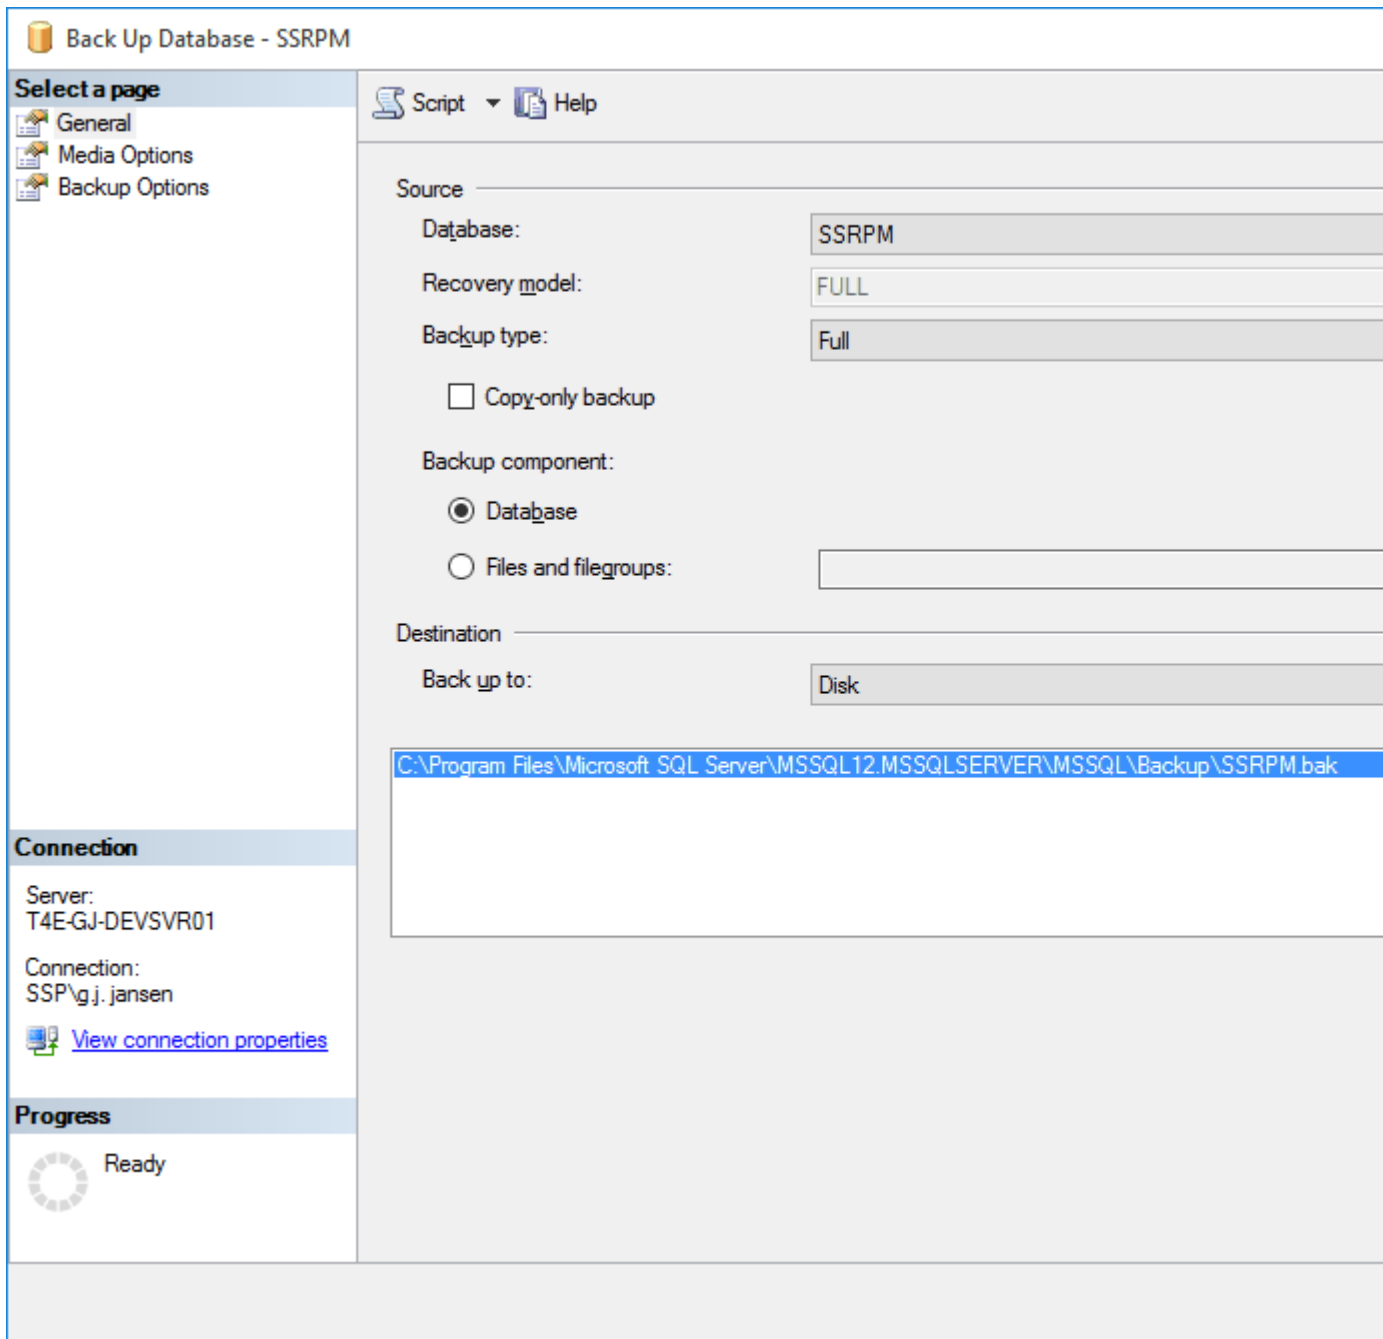 Back Up Database - SSRPM
Select a page
General
Media Options
Backup Options
Script
Help
Source
Database:
SSRPM
Recovery model:
FULL
Backup type:
Full
Copy-only backup
Backup component:
Database
Files and filegroups:
Destination
Back up to:
Disk
C:\Program Files\Microsoft SQL Server\MSSQL12.MSSQLSERVER\MSSQL\Backup\SSRPM.bak
Connection
Server:
T4E-GJ-DEVSVR01
Connection:
SSP\g.j. jansen
View connection properties
Progress
Ready